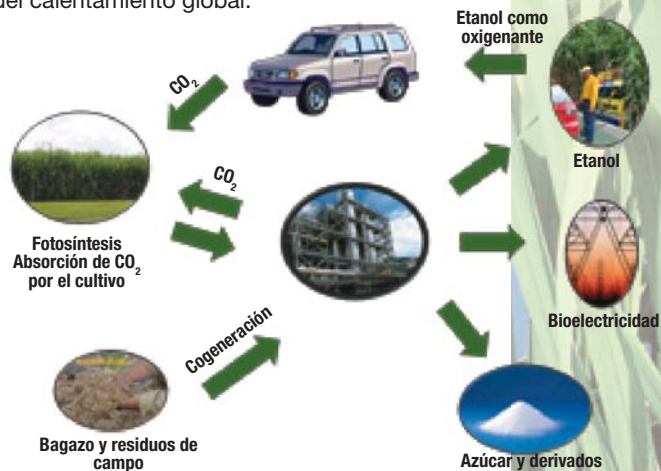 del calentamiento global.
Etanol como
oxigenante
CO₂
Etanol
CO₂
Fotosíntesis
Absorción de CO₂
por el cultivo
Bioelectricidad
Cogeneración
Bagazo y residuos de
campo
Azúcar y derivados